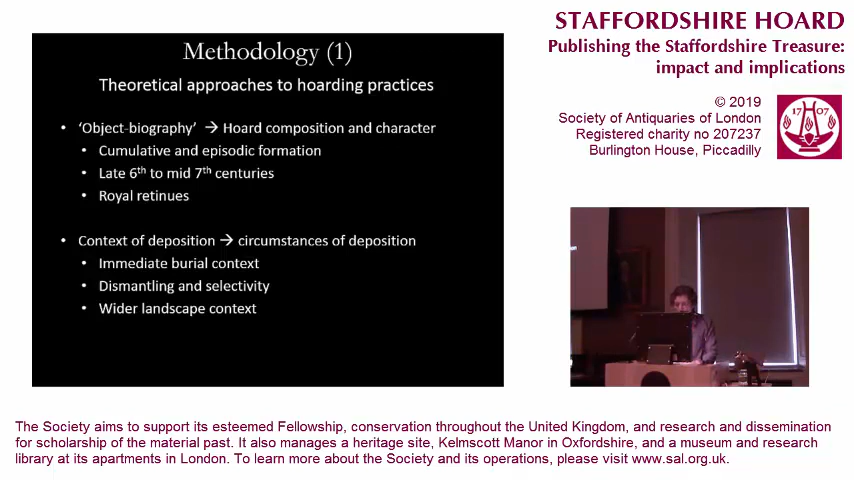 Methodology (1)
Theoretical approaches to hoarding practices
• 'Object-biography' → Hoard composition and character
• Cumulative and episodic formation
• Late 6th to mid 7th centuries
• Royal retinues
• Context of deposition → circumstances of deposition
• Immediate burial context
• Dismantling and selectivity
• Wider landscape context
STAFFORDSHIRE HOARD
Publishing the Staffordshire Treasure:
impact and implications
© 2019
Society of Antiquaries of London
Registered charity no 207237
Burlington House, Piccadilly
17 07
The Society aims to support its esteemed Fellowship, conservation throughout the United Kingdom, and research and dissemination
for scholarship of the material past. It also manages a heritage site, Kelmscott Manor in Oxfordshire, and a museum and research
library at its apartments in London. To learn more about the Society and its operations, please visit www.sal.org.uk.